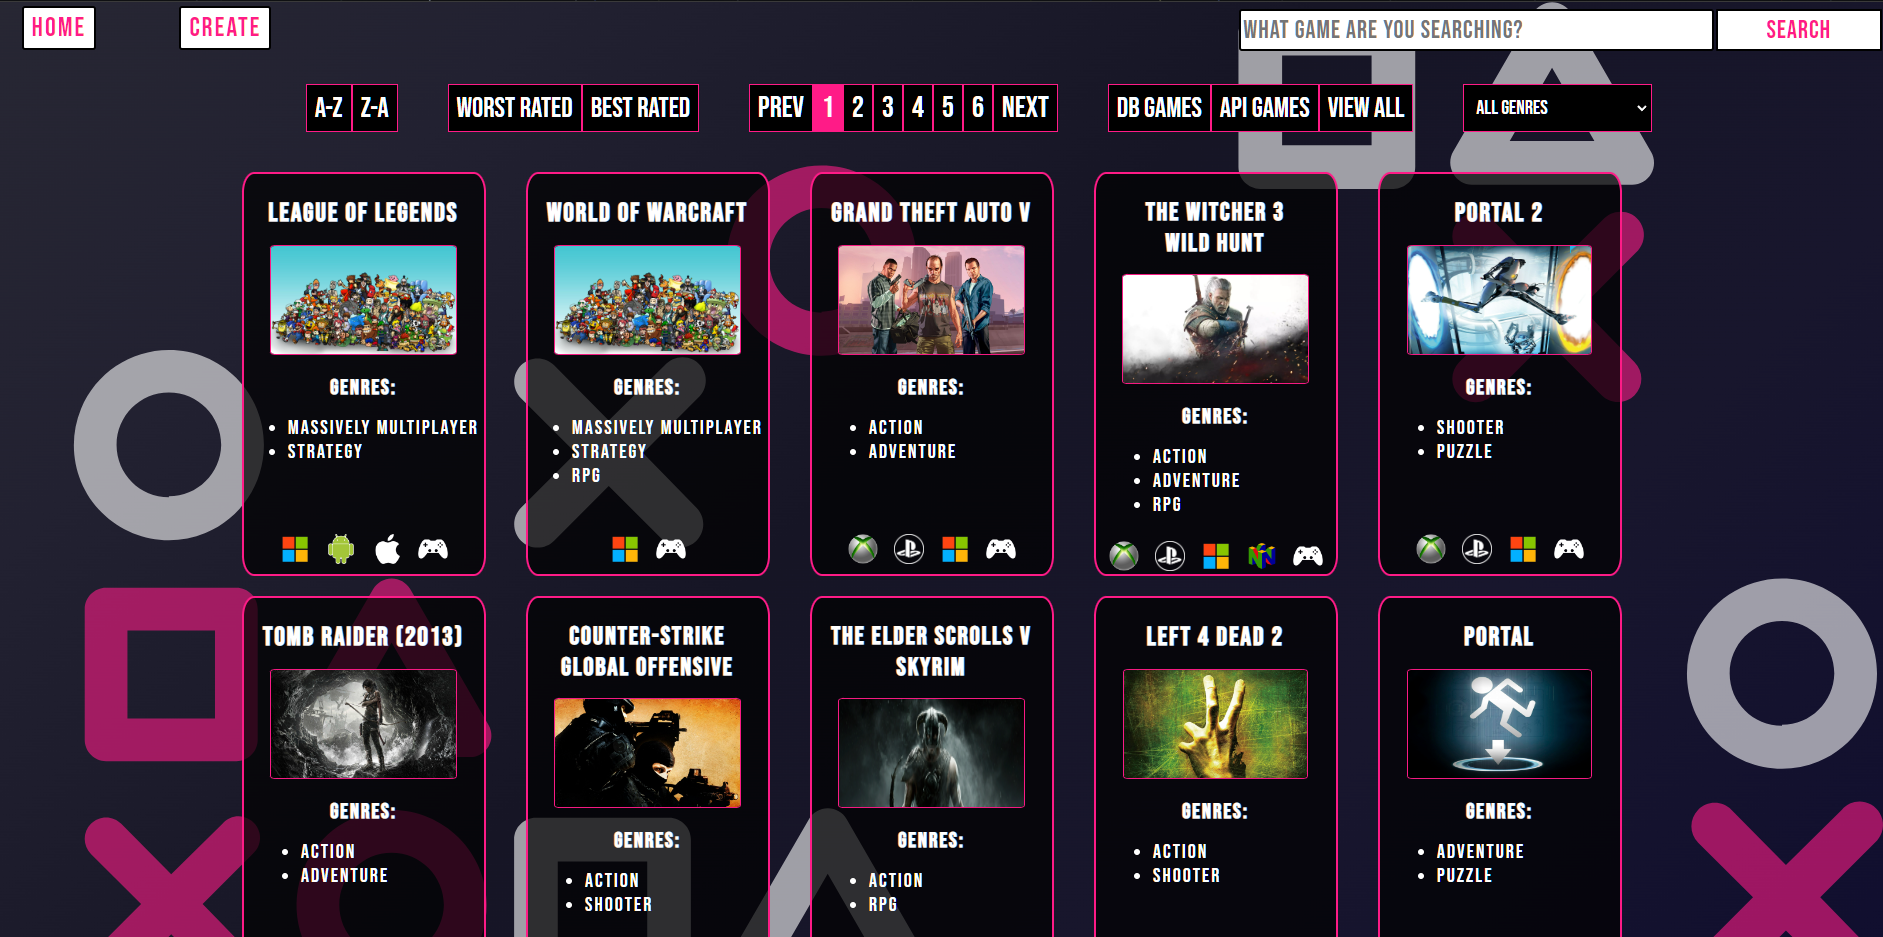 HOME
CREATE
WHAT GAME ARE YOU SEARCHING?
SEARCH
A-Z
Z-A
WORST RATED
BEST RATED
PREV
1
2
3
4
5
6
NEXT
DB GAMES
API GAMES
VIEW ALL
ALL GENRES
LEAGUE OF LEGENDS
GENRES:
MASSIVELY MULTIPLAYER
STRATEGY
WORLD OF WARCRAFT
GENRES:
MASSIVELY MULTIPLAYER
STRATEGY
RPG
GRAND THEFT AUTO V
GENRES:
ACTION
ADVENTURE
THE WITCHER 3
WILD HUNT
GENRES:
ACTION
ADVENTURE
RPG
PORTAL 2
GENRES:
SHOOTER
PUZZLE
TOMB RAIDER (2013)
GENRES:
ACTION
ADVENTURE
COUNTER-STRIKE
GLOBAL OFFENSIVE
GENRES:
ACTION
SHOOTER
THE ELDER SCROLLS V
SKYRIM
GENRES:
ACTION
RPG
LEFT 4 DEAD 2
GENRES:
ACTION
SHOOTER
PORTAL
GENRES:
ADVENTURE
PUZZLE